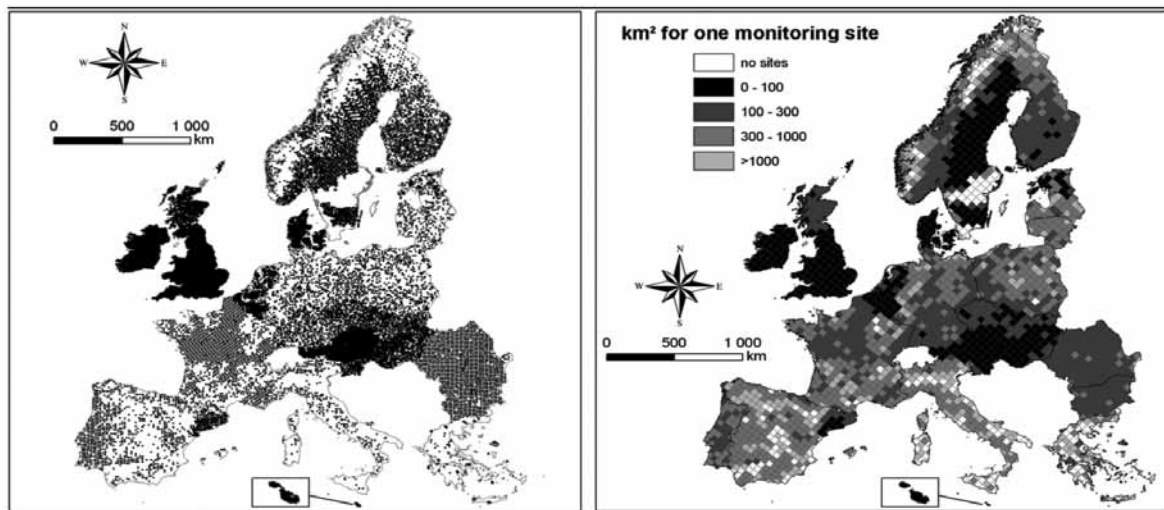 N
W E
S
0 500 1 000
km
km² for one monitoring site
no sites
0 - 100
100 - 300
300 - 1000
>1000
N
W E
S
0 500 1 000
km